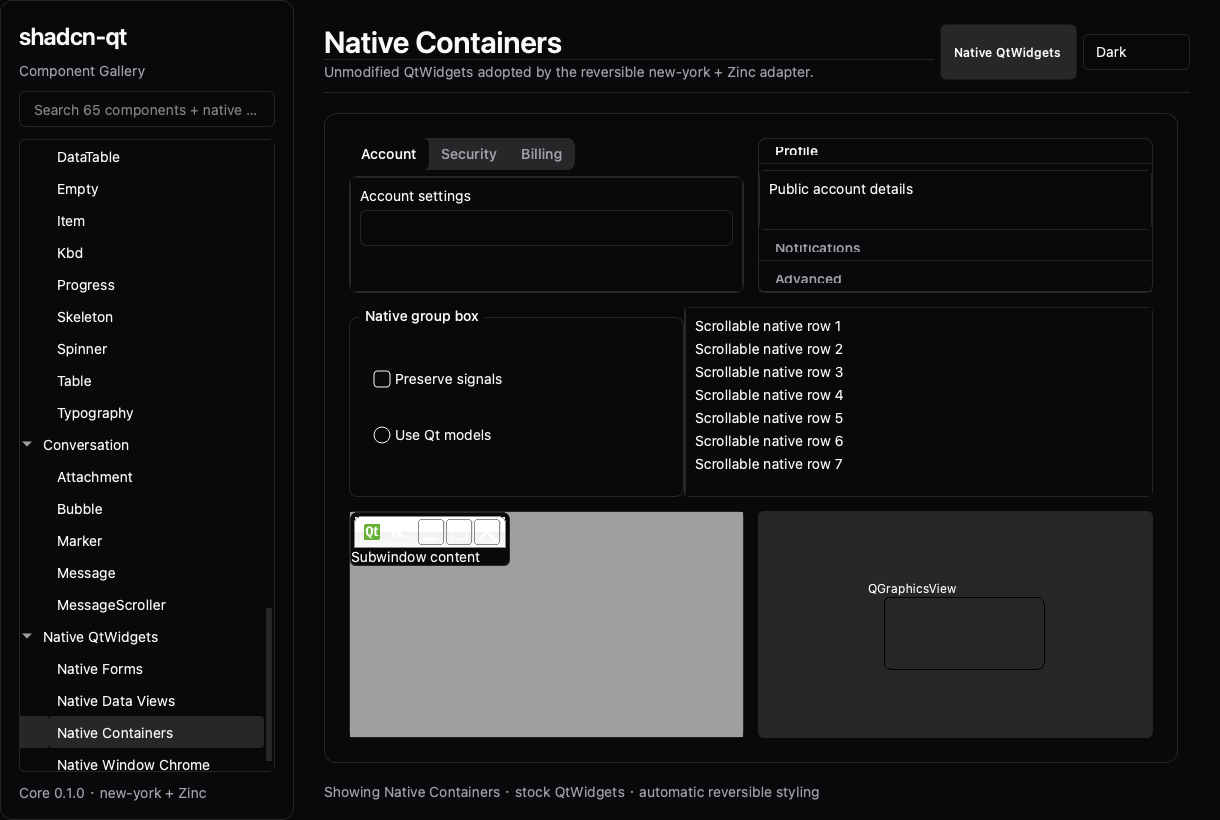 shadcn-qt
Component Gallery
Search 65 components + native ...
DataTable
Empty
Item
Kbd
Progress
Skeleton
Spinner
Table
Typography
Conversation
Attachment
Bubble
Marker
Message
MessageScroller
Native QtWidgets
Native Forms
Native Data Views
Native Containers
Native Window Chrome
Core 0.1.0 · new-york + Zinc
Native Containers
Unmodified QtWidgets adopted by the reversible new-york + Zinc adapter.
Native QtWidgets
Dark
Account Security Billing
Account settings
Profile
Public account details
Notifications
Advanced
Native group box
Preserve signals
Use Qt models
Scrollable native row 1
Scrollable native row 2
Scrollable native row 3
Scrollable native row 4
Scrollable native row 5
Scrollable native row 6
Scrollable native row 7
Qt
Subwindow content
QGraphicsView
Showing Native Containers · stock QtWidgets · automatic reversible styling